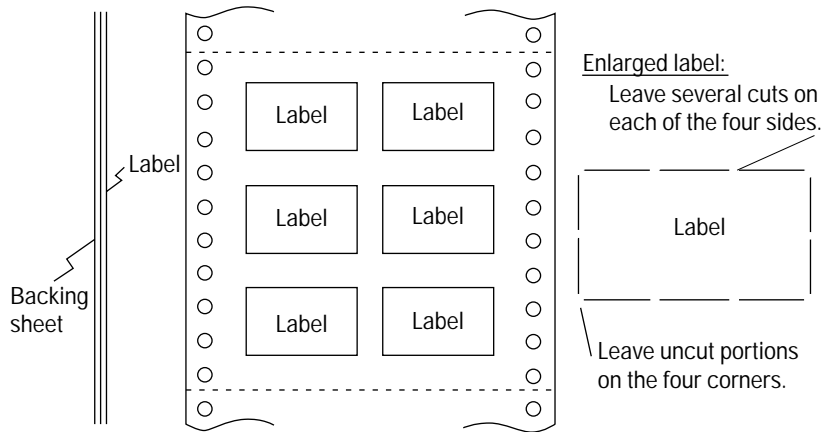 Enlarged label:
Leave several cuts on
each of the four sides.
Label
Label
Label
Label
Label
Label
Label
Label
Backing
sheet
Label
Leave uncut portions
on the four corners.